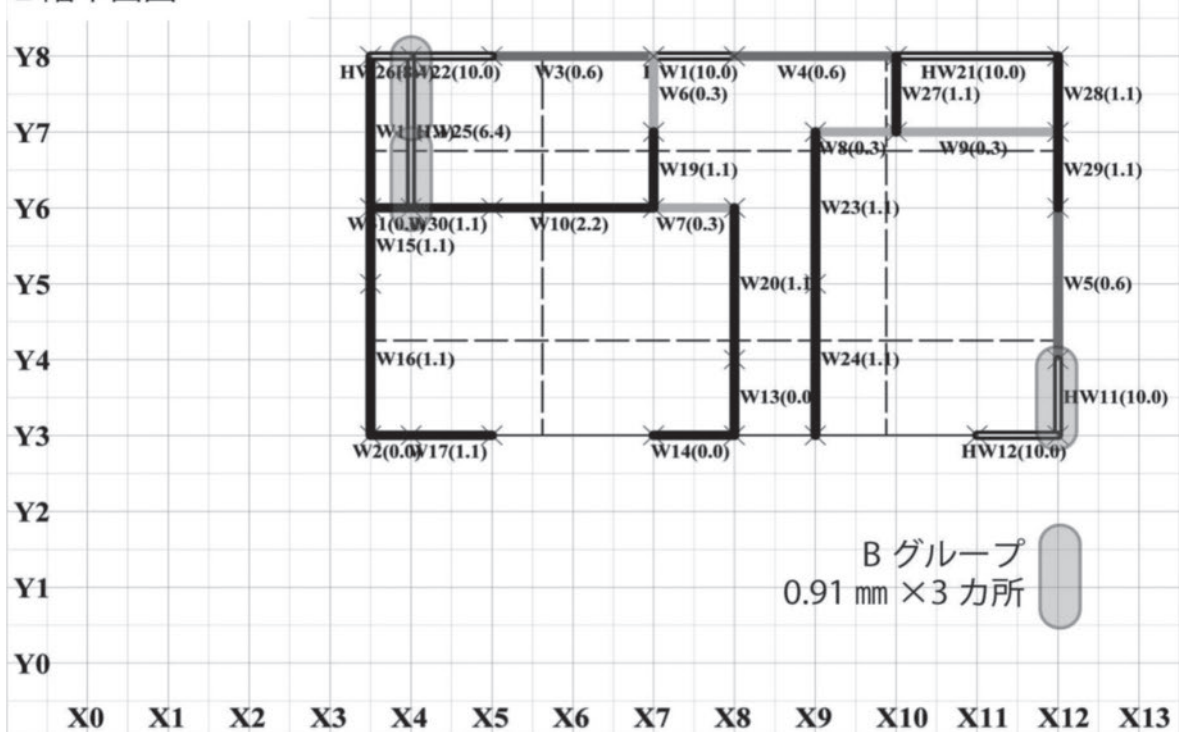 Y8
W22(10.0) W3(0.6) W1(10.0) W4(0.6) HW21(10.0)
W6(0.3) W27(1.1) W28(1.1)
Y7
W25(6.4)
W8(0.3) W9(0.3)
W19(1.1) W29(1.1)
Y6
W23(1.1)
W30(1.1) W10(2.2) W7(0.3)
W15(1.1)
Y5
W20(1.1 W5(0.6)
Y4
W16(1.1) W24(1.1)
W13(0.0 HW11(10.0)
Y3
W2(0.0) W17(1.1) W14(0.0) HW12(10.0)
Y2
B グループ
Y1
0.91 ㎜ ×3 カ所
Y0
X0 X1 X2 X3 X4 X5 X6 X7 X8 X9 X10 X11 X12 X13